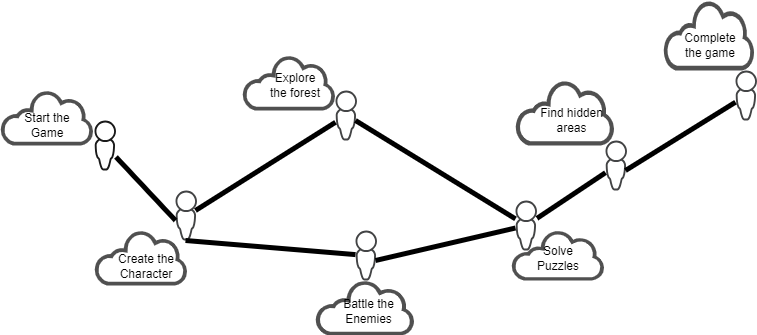 Start the
Game
Create the
Character
Explore
the forest
Battle the
Enemies
Solve
Puzzles
Find hidden
areas
Complete
the game